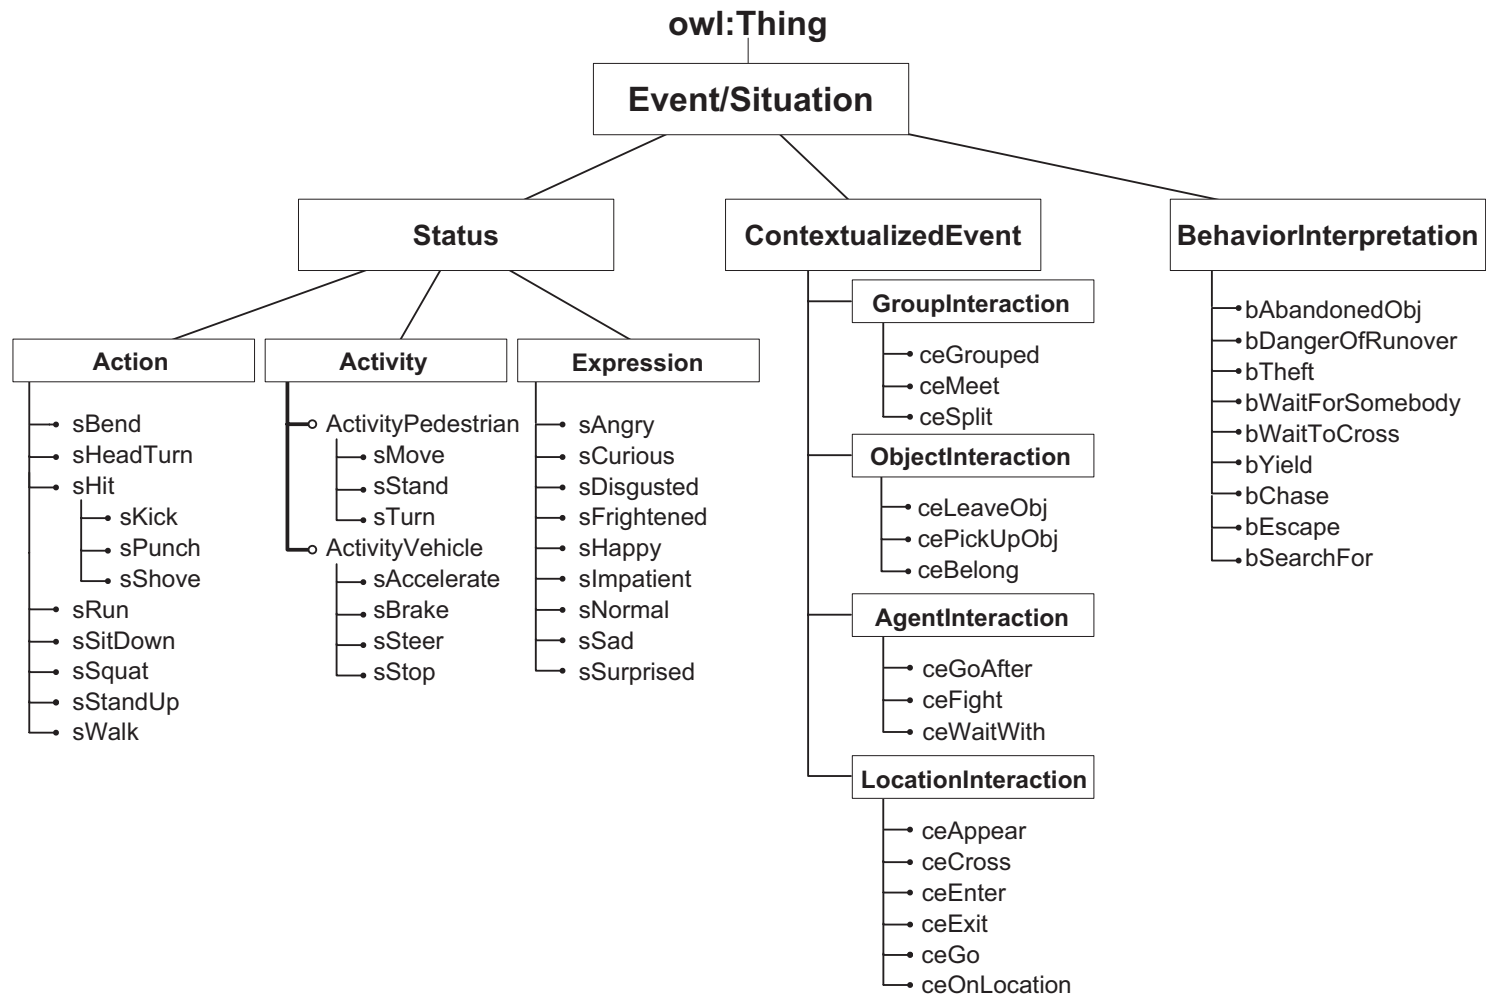 owl:Thing
Event/Situation
Status
ContextualizedEvent
BehaviorInterpretation
Action
sBend
sHeadTurn
sHit
sKick
sPunch
sShove
sRun
sSitDown
sSquat
sStandUp
sWalk
Activity
ActivityPedestrian
sMove
sStand
sTurn
ActivityVehicle
sAccelerate
sBrake
sSteer
sStop
Expression
sAngry
sCurious
sDisgusted
sFrightened
sHappy
sImpatient
sNormal
sSad
sSurprised
GroupInteraction
ceGrouped
ceMeet
ceSplit
ObjectInteraction
ceLeaveObj
cePickUpObj
ceBelong
AgentInteraction
ceGoAfter
ceFight
ceWaitWith
LocationInteraction
ceAppear
ceCross
ceEnter
ceExit
ceGo
ceOnLocation
bAbandonedObj
bDangerOfRunover
bTheft
bWaitForSomebody
bWaitToCross
bYield
bChase
bEscape
bSearchFor